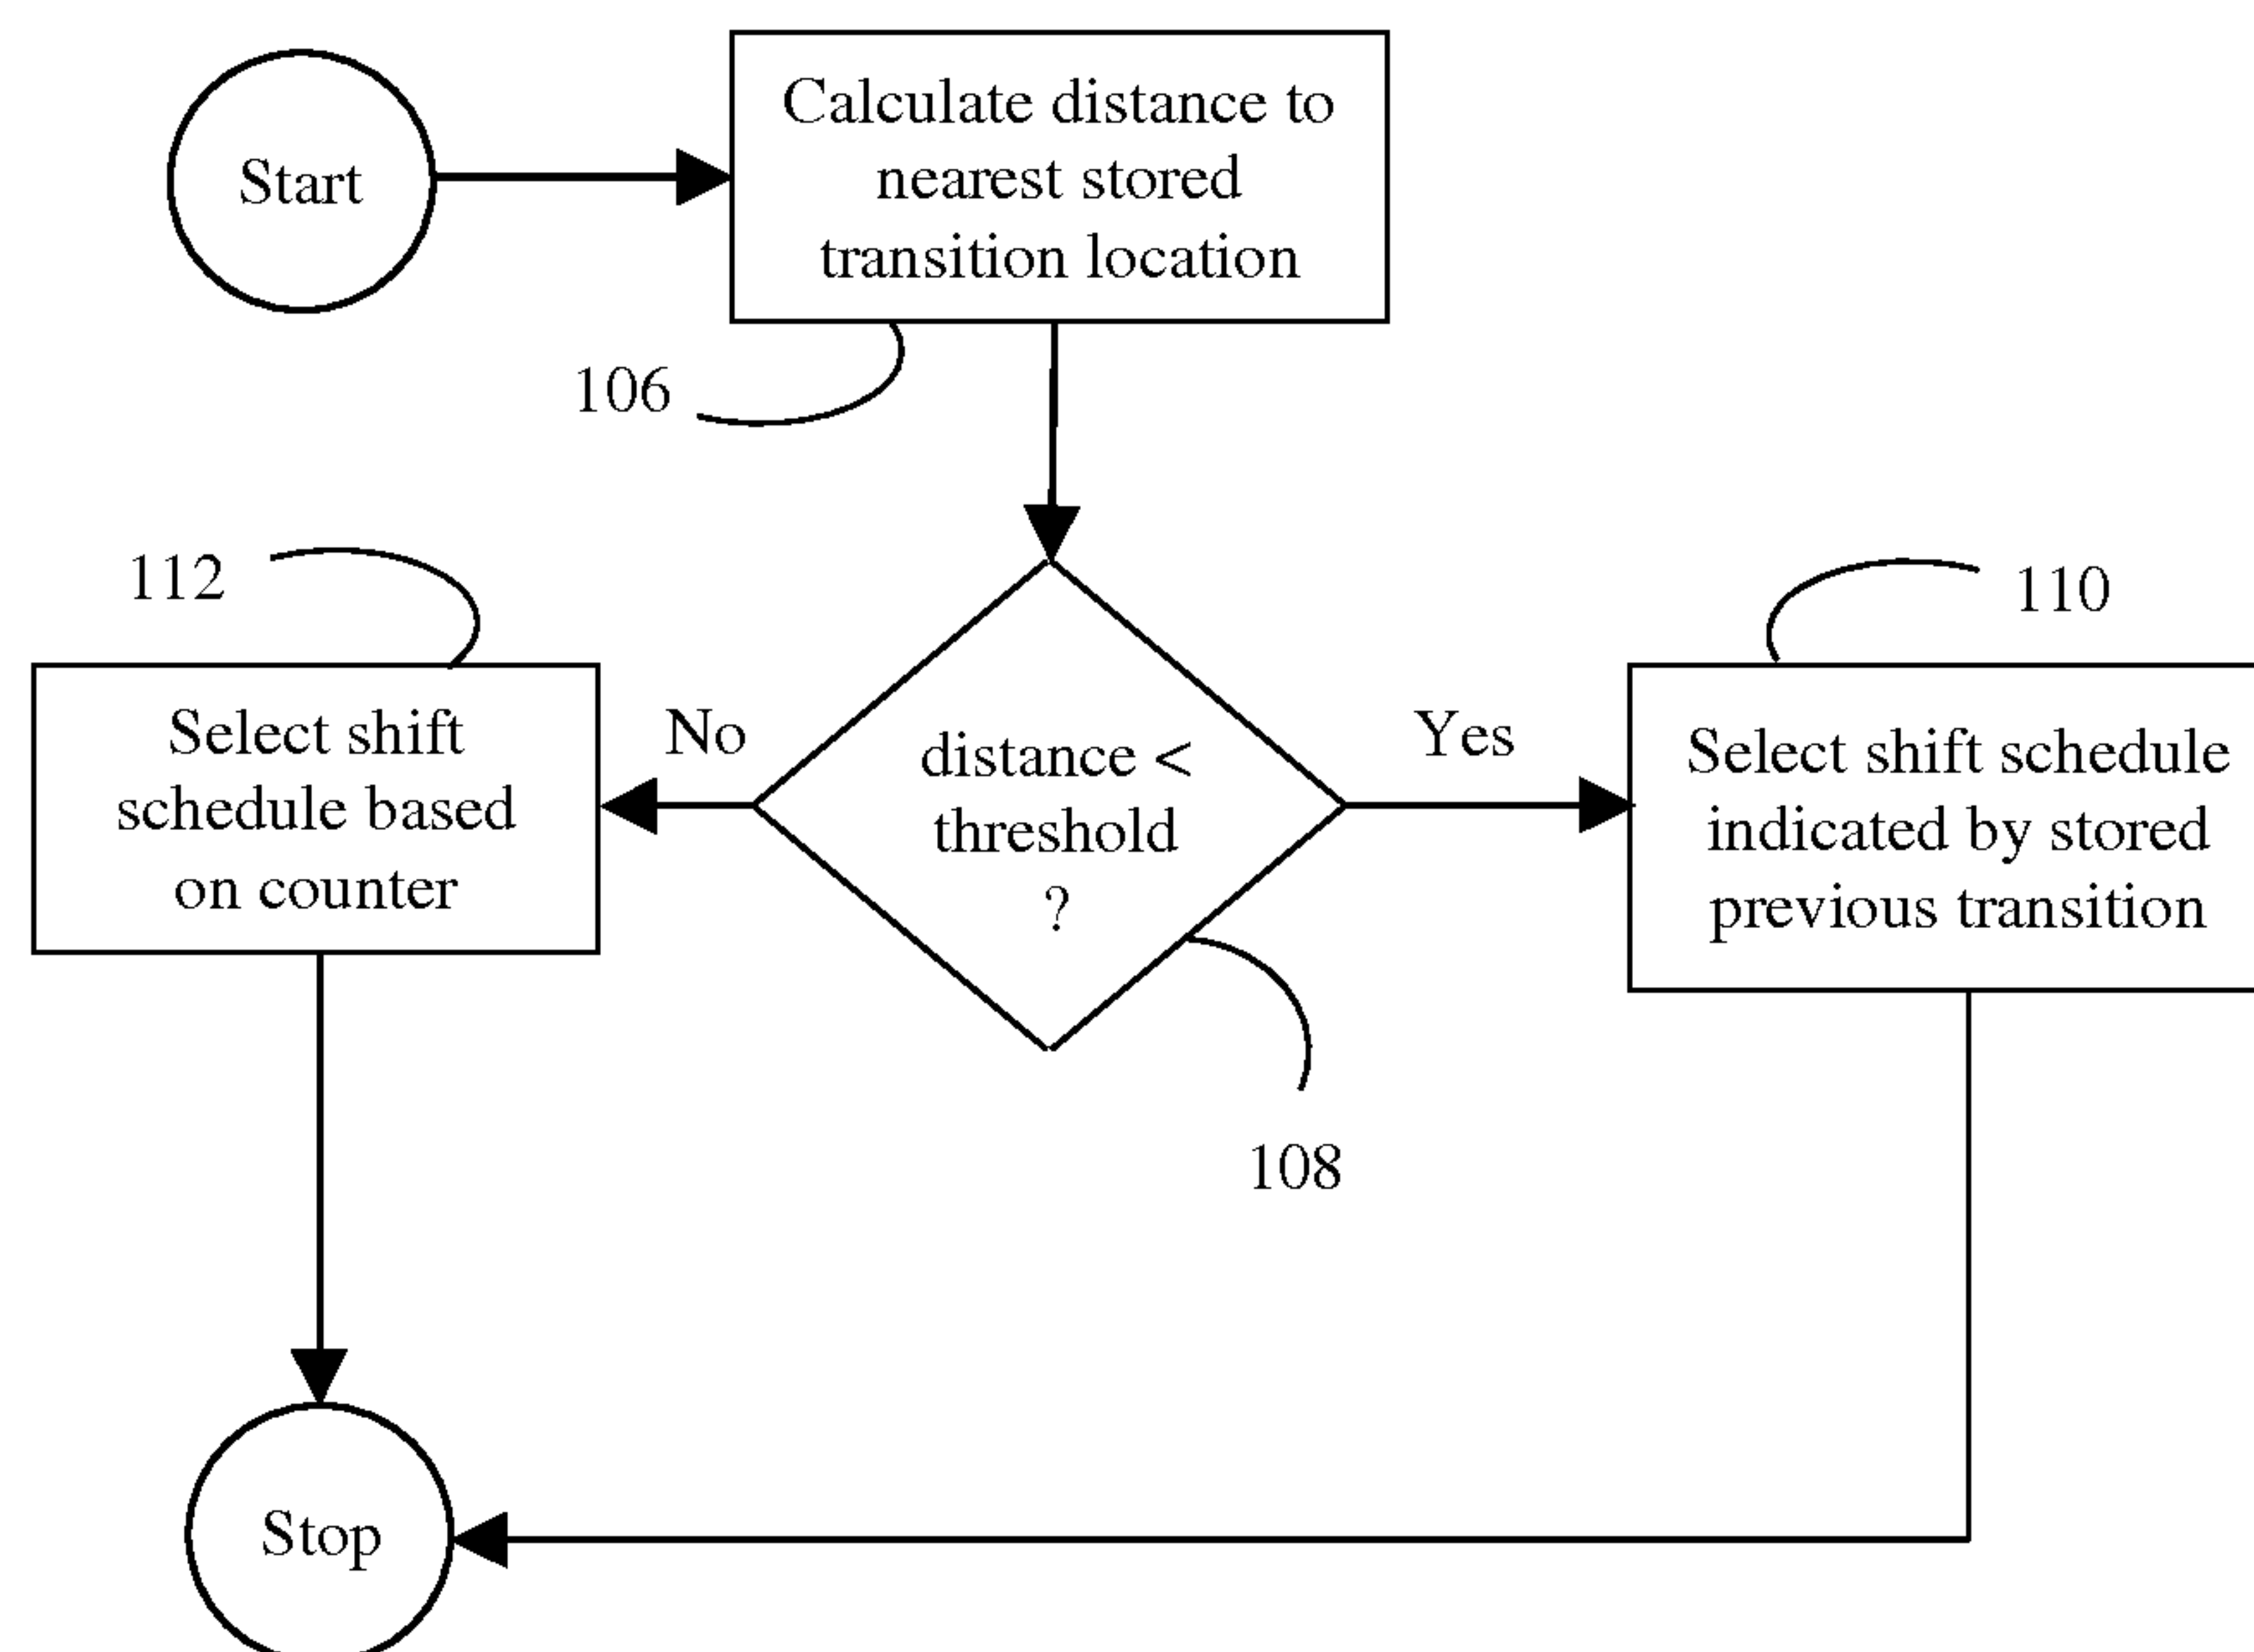 Start
Calculate distance to
nearest stored
transition location
106
112
110
Select shift
schedule based
on counter
No
distance <
threshold
?
Yes
Select shift schedule
indicated by stored
previous transition
108
Stop